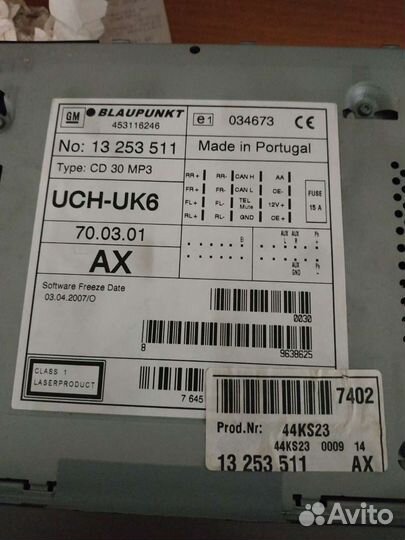 GM BLAUPUNKT
453116246
e1 034673 CE
No: 13 253 511
Made in Portugal
Type: CD 30 MP3
UCH-UK6
70.03.01
AX
RR+ RR- CAN H AA
FR+ FR- CAN L OE-
FL+ FL- TEL Mute 12V+
RL+ RL- GND OE+
FUSE
15 A
AUX L AUX R
AUX GND
Software Freeze Date
03.04.2007/O
0030
8 9638625
CLASS 1
LASERPRODUCT
7 645
7402
Prod.Nr: 44KS23
44KS23 0009 14
13 253 511 AX
Avito